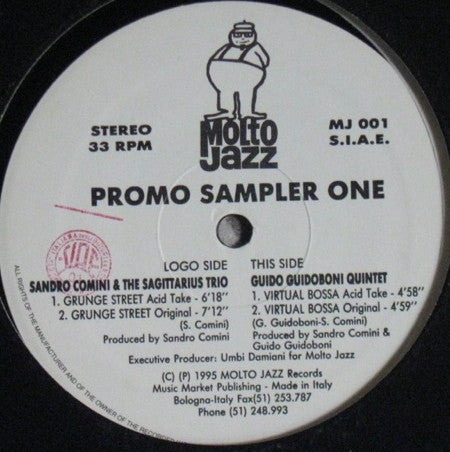 STEREO
33 RPM
MOLTO
JAZZ
MJ 001
S.I.A.E.
PROMO SAMPLER ONE
LOGO SIDE
SANDRO COMINI & THE SAGITTARIUS TRIO
1. GRUNGE STREET Acid Take - 6'18''
2. GRUNGE STREET Original - 7'12''
(S. Comini)
Produced by Sandro Comini
THIS SIDE
GUIDO GUIDOBONI QUINTET
1. VIRTUAL BOSSA Acid Take - 4'58''
2. VIRTUAL BOSSA Original - 4'59''
(G. Guidoboni-S. Comini)
Produced by Sandro Comini &
Guido Guidoboni
Executive Producer: Umbi Damiani for Molto Jazz
(C) (P) 1995 MOLTO JAZZ Records
Music Market Publishing - Made in Italy
Bologna-Italy Fax(51) 253.787
Phone (51) 248.993
ALL RIGHTS OF THE MANUFACTURER AND OF THE OWNER OF THE RECORDED